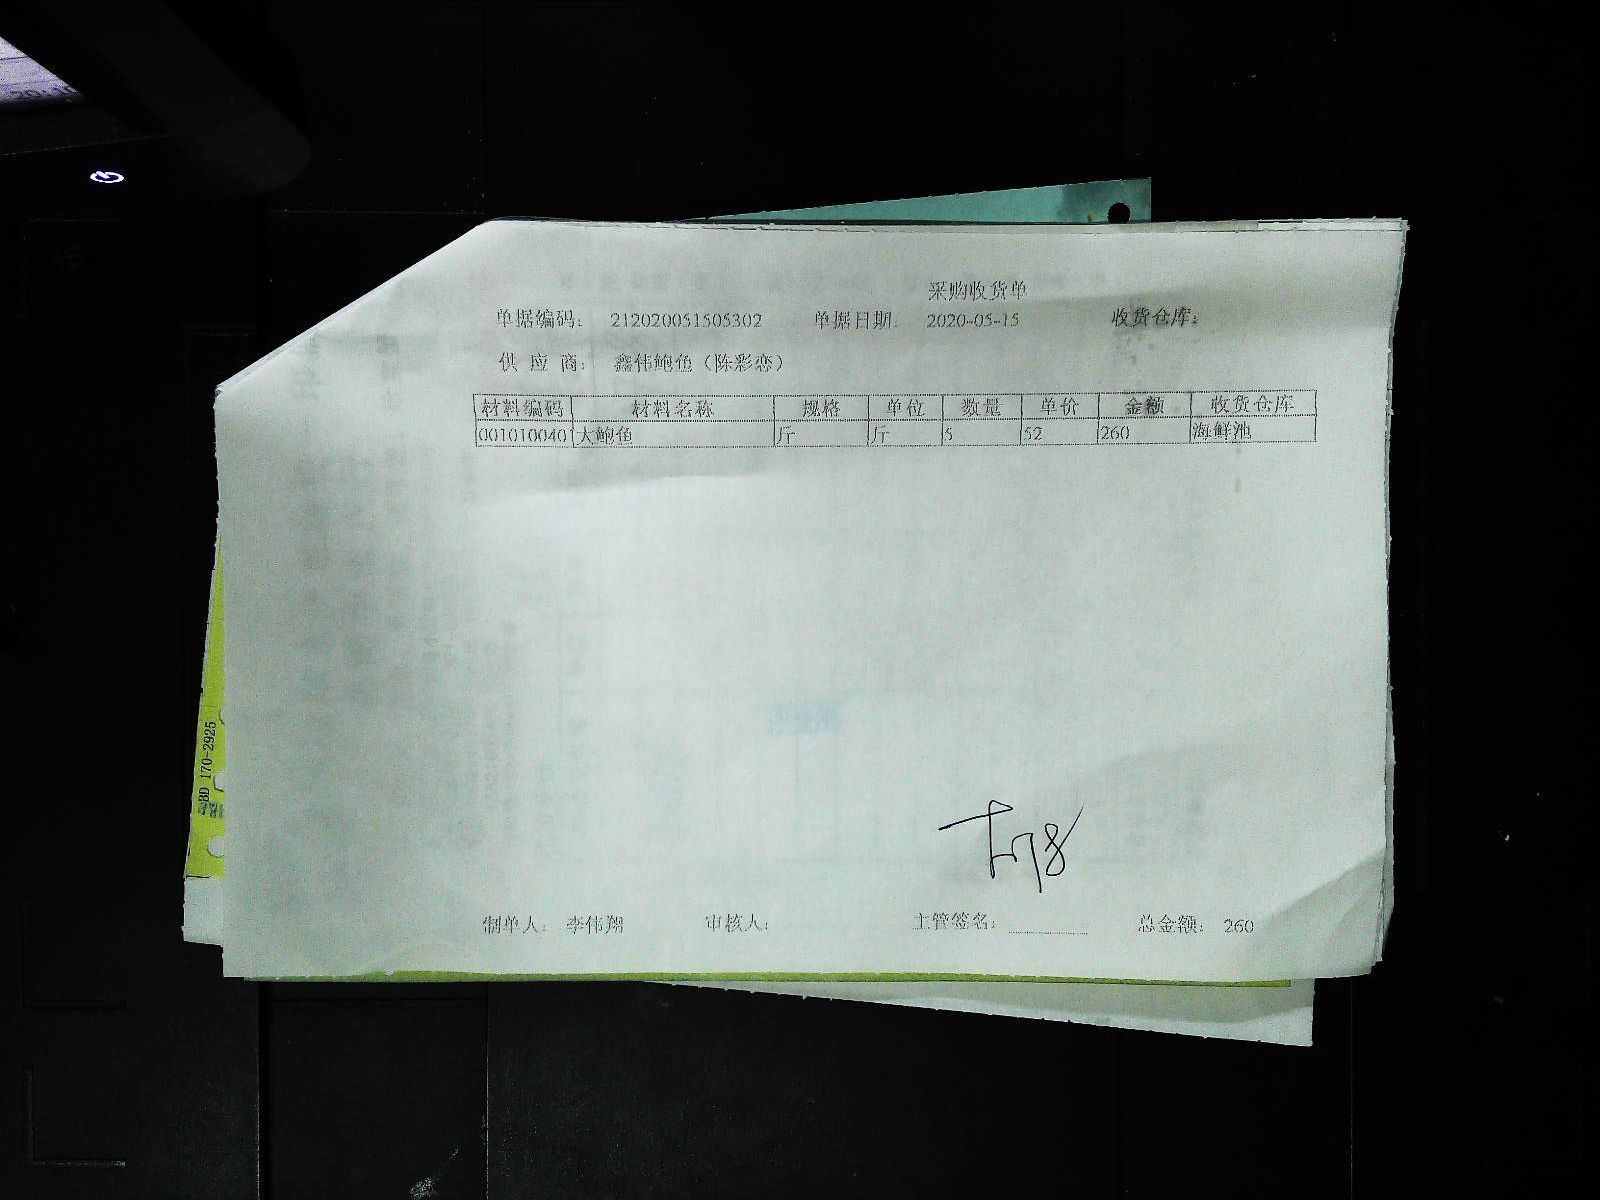 采购收货单
单据编码: 212020051505302 单据日期: 2020-05-15 收货仓库:
供 应 商: 鑫伟鲍鱼（陈彩恋）
材料编码 材料名称 规格 单位 数量 单价 金额 收货仓库
001010040 大鲍鱼 斤 斤 5 52 260 海鲜池
BD 170-2925
制单人: 李伟翔 审核人: 主管签名: 总金额: 260